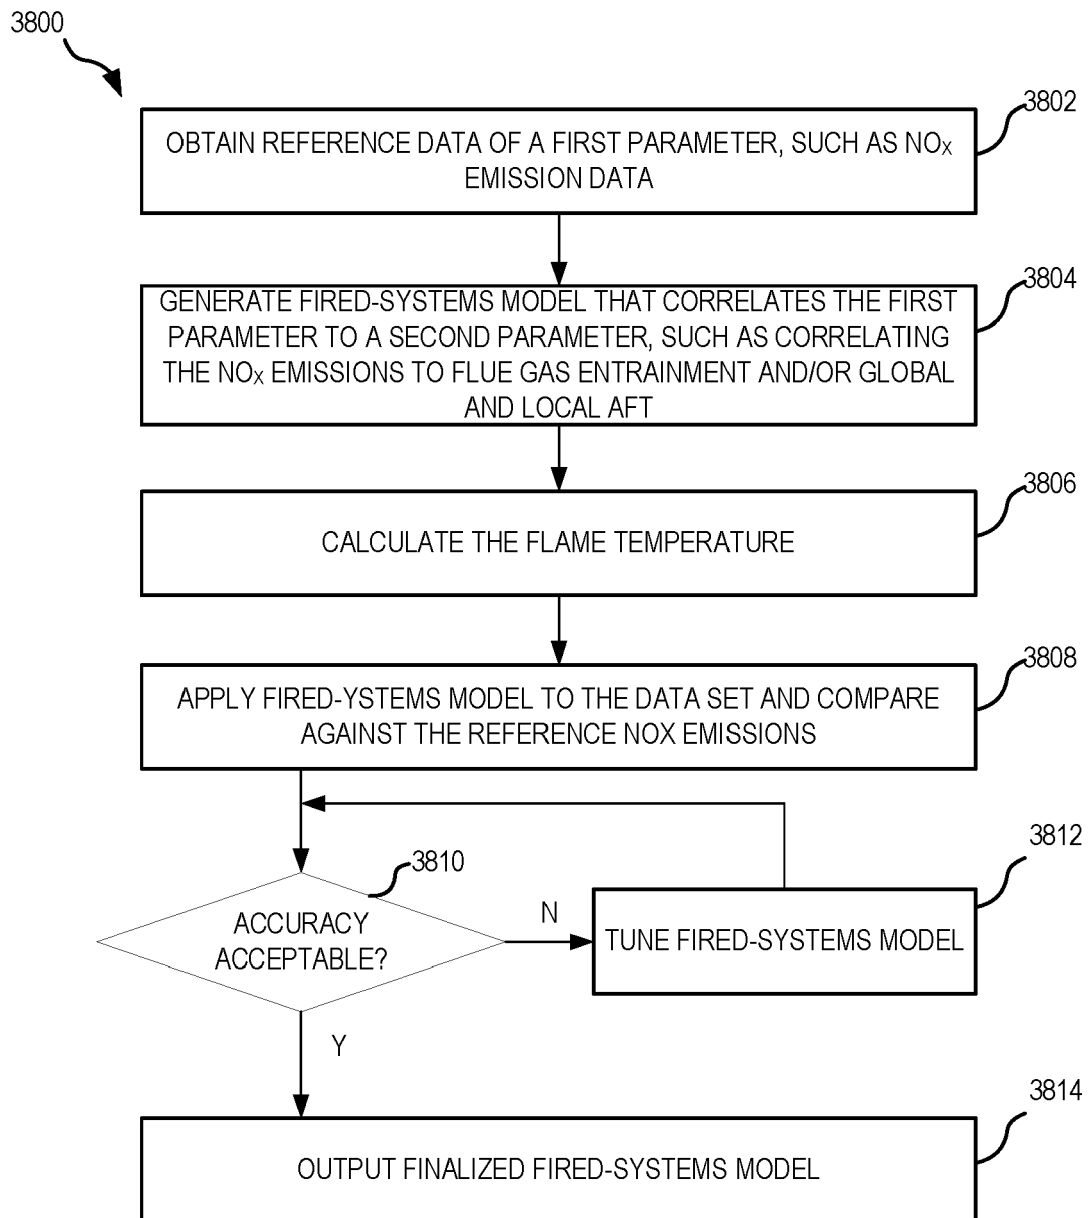 3800
3802
OBTAIN REFERENCE DATA OF A FIRST PARAMETER, SUCH AS NOX
EMISSION DATA
3804
GENERATE FIRED-SYSTEMS MODEL THAT CORRELATES THE FIRST
PARAMETER TO A SECOND PARAMETER, SUCH AS CORRELATING
THE NOX EMISSIONS TO FLUE GAS ENTRAINMENT AND/OR GLOBAL
AND LOCAL AFT
3806
CALCULATE THE FLAME TEMPERATURE
3808
APPLY FIRED-YSTEMS MODEL TO THE DATA SET AND COMPARE
AGAINST THE REFERENCE NOX EMISSIONS
3810
ACCURACY
ACCEPTABLE?
N
3812
TUNE FIRED-SYSTEMS MODEL
Y
3814
OUTPUT FINALIZED FIRED-SYSTEMS MODEL